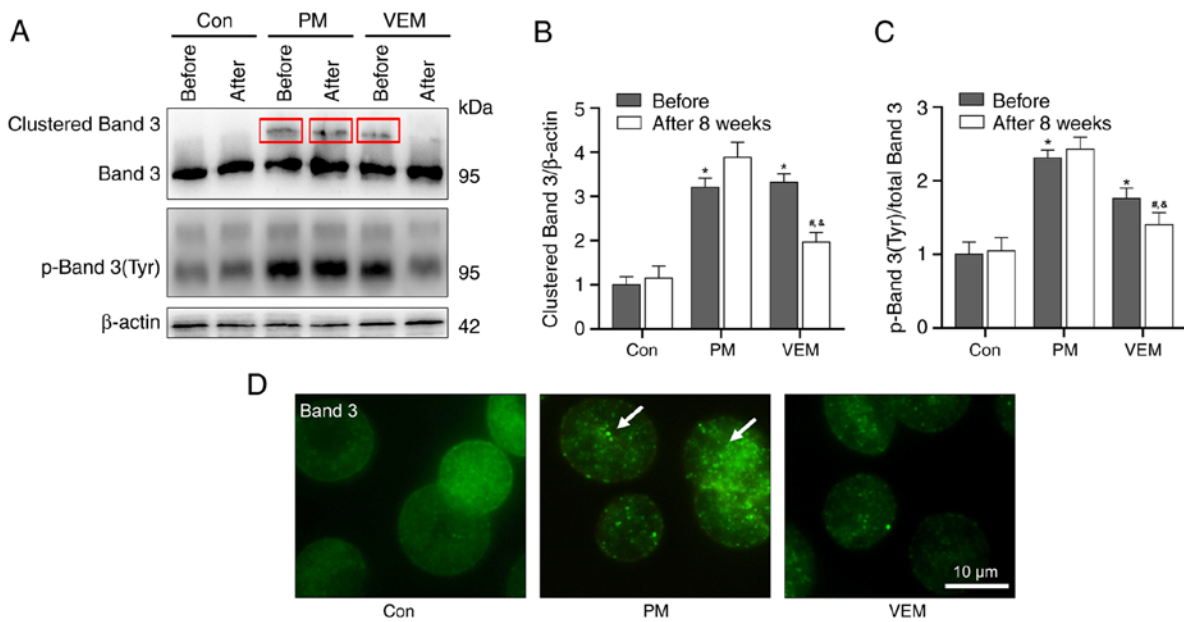 A
Con PM VEM
Before After Before After Before After
kDa
Clustered Band 3
Band 3 95
p-Band 3(Tyr) 95
β-actin 42
B
Clustered Band 3/β-actin
5
4
3
2
1
0
Before
After 8 weeks
* * #,&
Con PM VEM
C
p-Band 3(Tyr)/total Band 3
3
2
1
0
Before
After 8 weeks
* * #,&
Con PM VEM
D
Band 3
10 µm
Con PM VEM